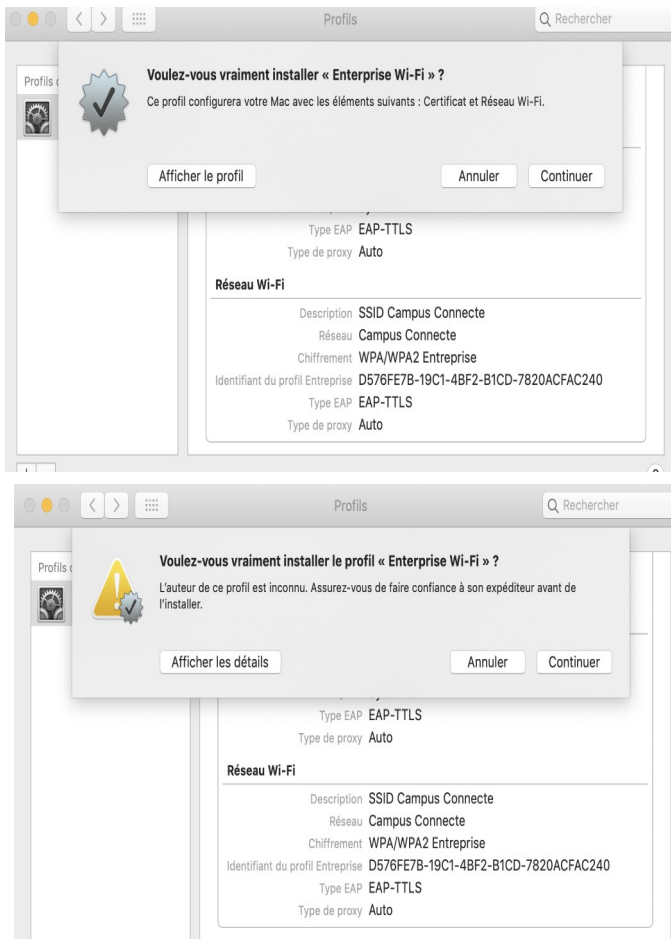 Profils
Rechercher
Voulez-vous vraiment installer « Enterprise Wi-Fi » ?
Profils
Ce profil configurera votre Mac avec les éléments suivants : Certificat et Réseau Wi-Fi.
Afficher le profil
Annuler
Continuer
Type EAP EAP-TTLS
Type de proxy Auto
Réseau Wi-Fi
Description SSID Campus Connecte
Réseau Campus Connecte
Chiffrement WPA/WPA2 Entreprise
Identifiant du profil Entreprise D576FE7B-19C1-4BF2-B1CD-7820ACFAC240
Type EAP EAP-TTLS
Type de proxy Auto
Profils
Rechercher
Voulez-vous vraiment installer le profil « Enterprise Wi-Fi » ?
Profils
L'auteur de ce profil est inconnu. Assurez-vous de faire confiance à son expéditeur avant de
l'installer.
Afficher les détails
Annuler
Continuer
Type EAP EAP-TTLS
Type de proxy Auto
Réseau Wi-Fi
Description SSID Campus Connecte
Réseau Campus Connecte
Chiffrement WPA/WPA2 Entreprise
Identifiant du profil Entreprise D576FE7B-19C1-4BF2-B1CD-7820ACFAC240
Type EAP EAP-TTLS
Type de proxy Auto